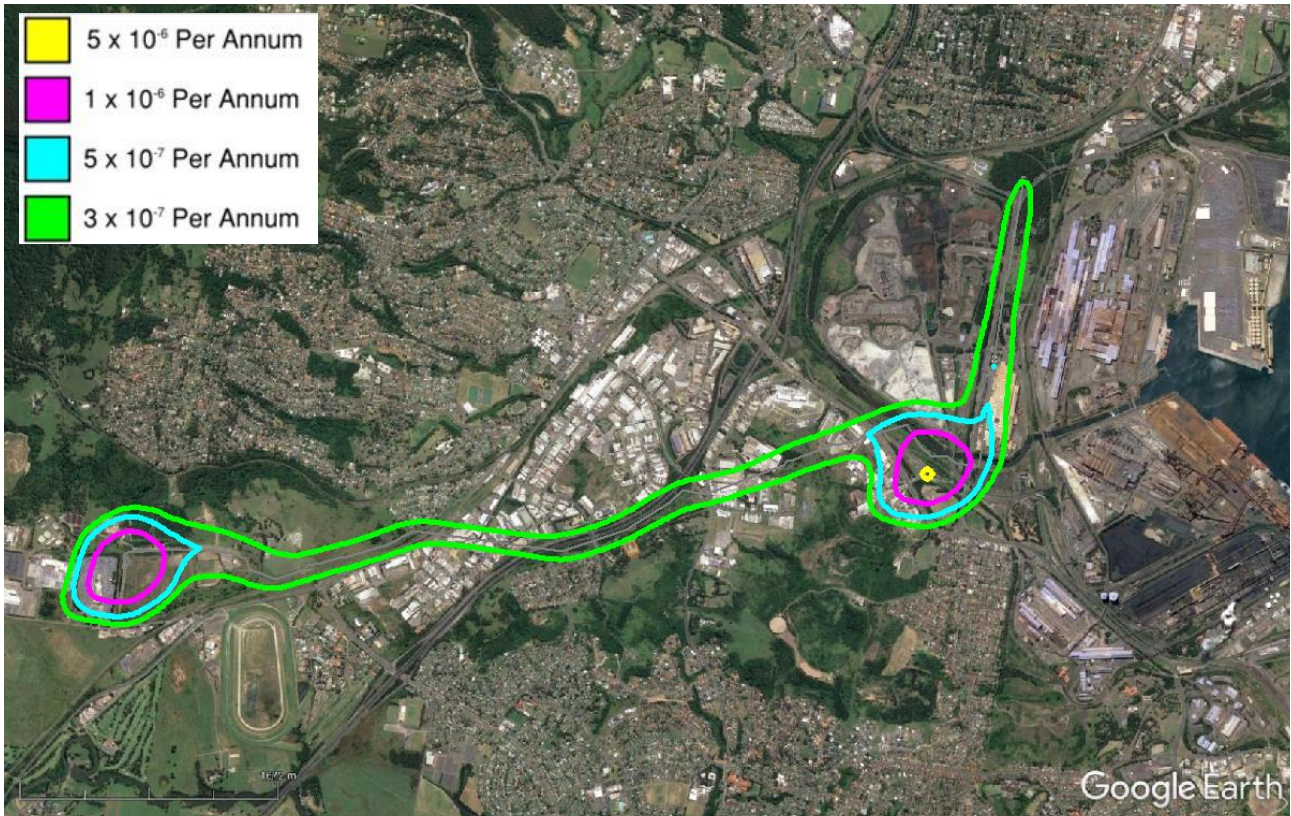 5 x 10⁻⁶ Per Annum
1 x 10⁻⁶ Per Annum
5 x 10⁻⁷ Per Annum
3 x 10⁻⁷ Per Annum
1672 m
Google Earth